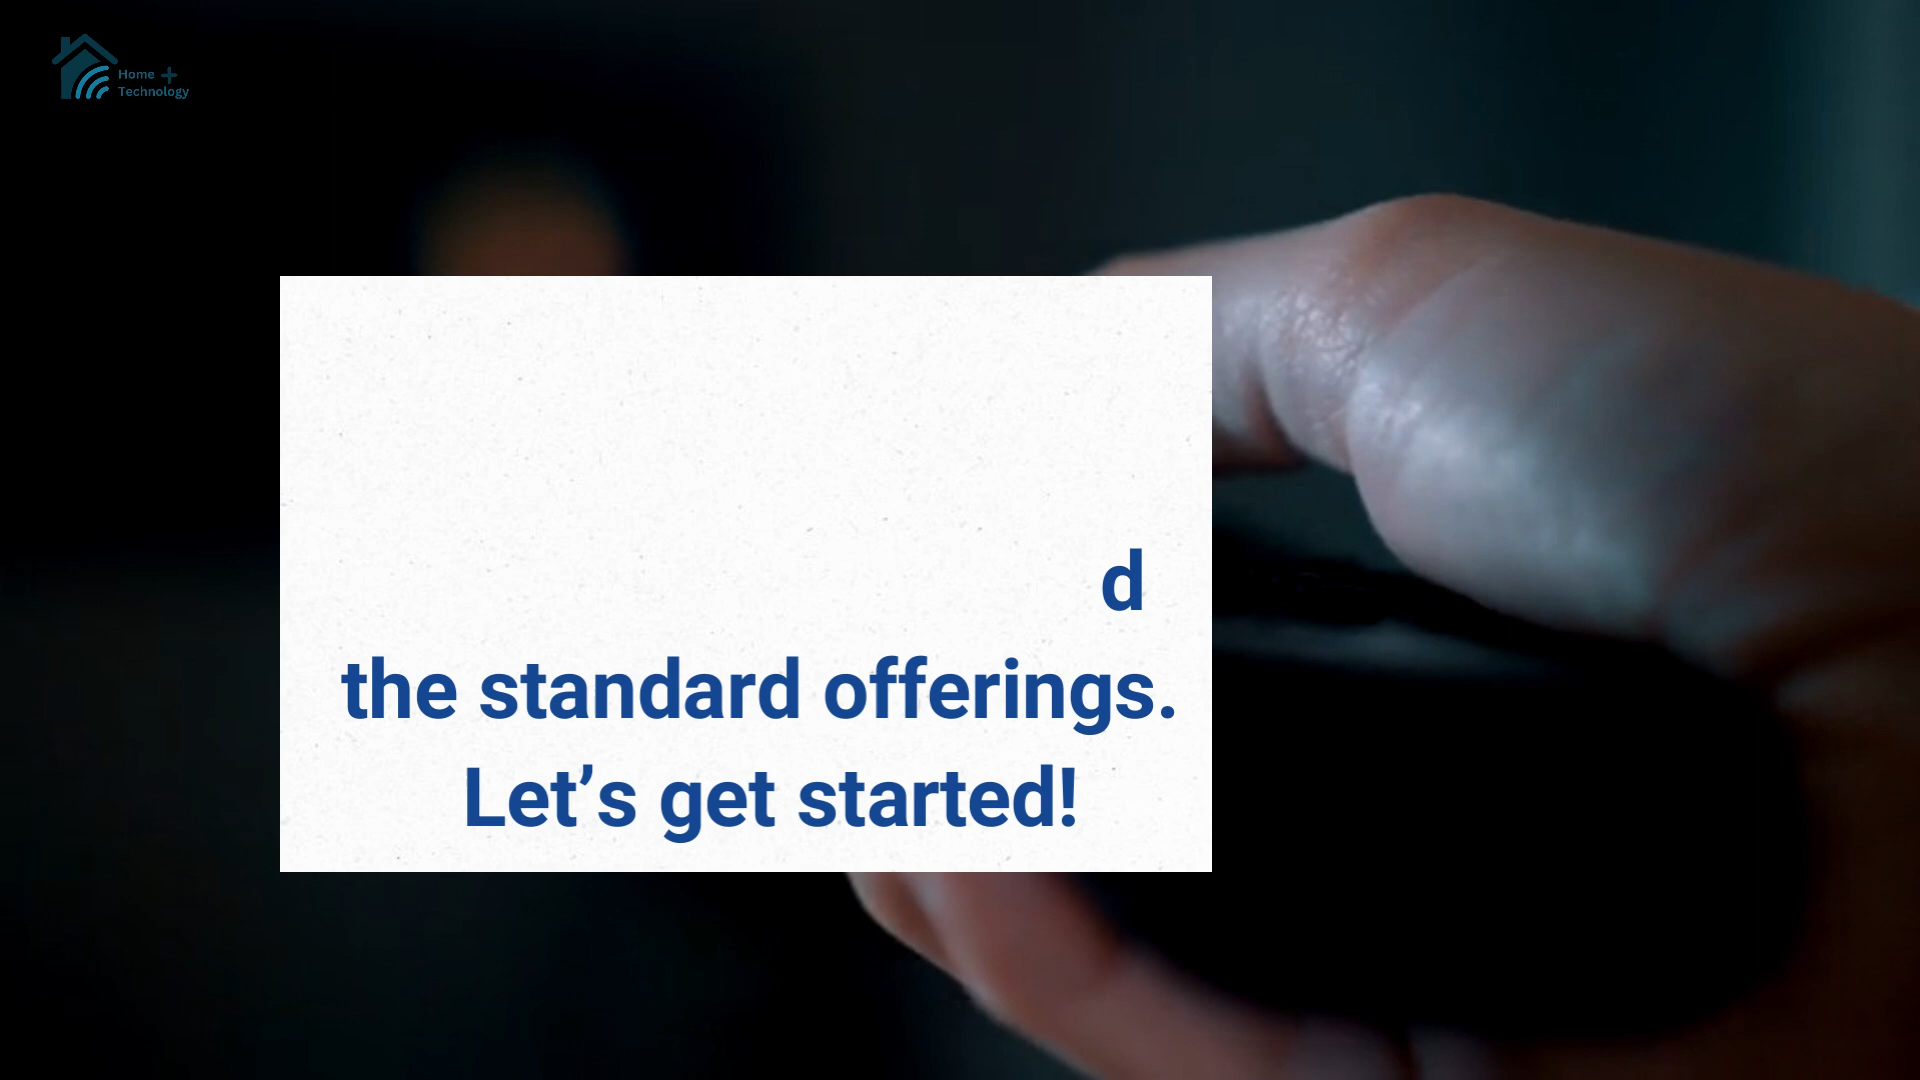 Home +
Technology
d
the standard offerings.
Let’s get started!